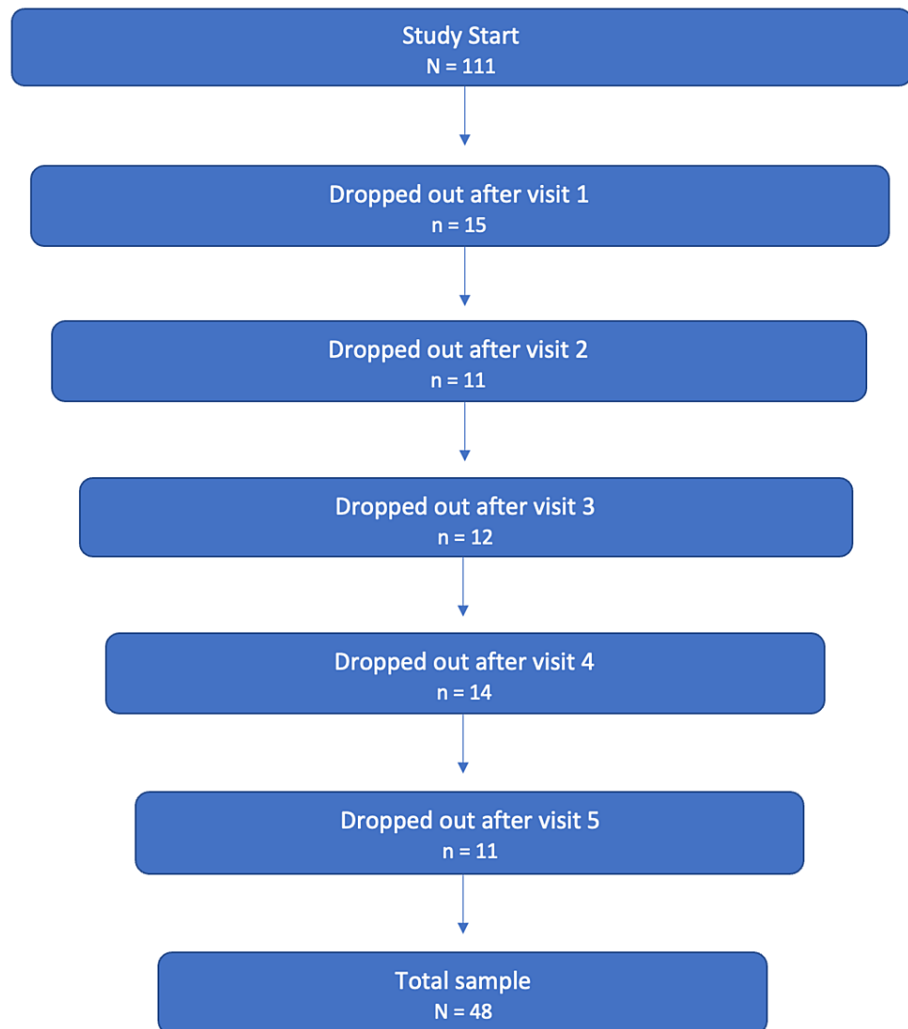 Study Start
N = 111
Dropped out after visit 1
n = 15
Dropped out after visit 2
n = 11
Dropped out after visit 3
n = 12
Dropped out after visit 4
n = 14
Dropped out after visit 5
n = 11
Total sample
N = 48